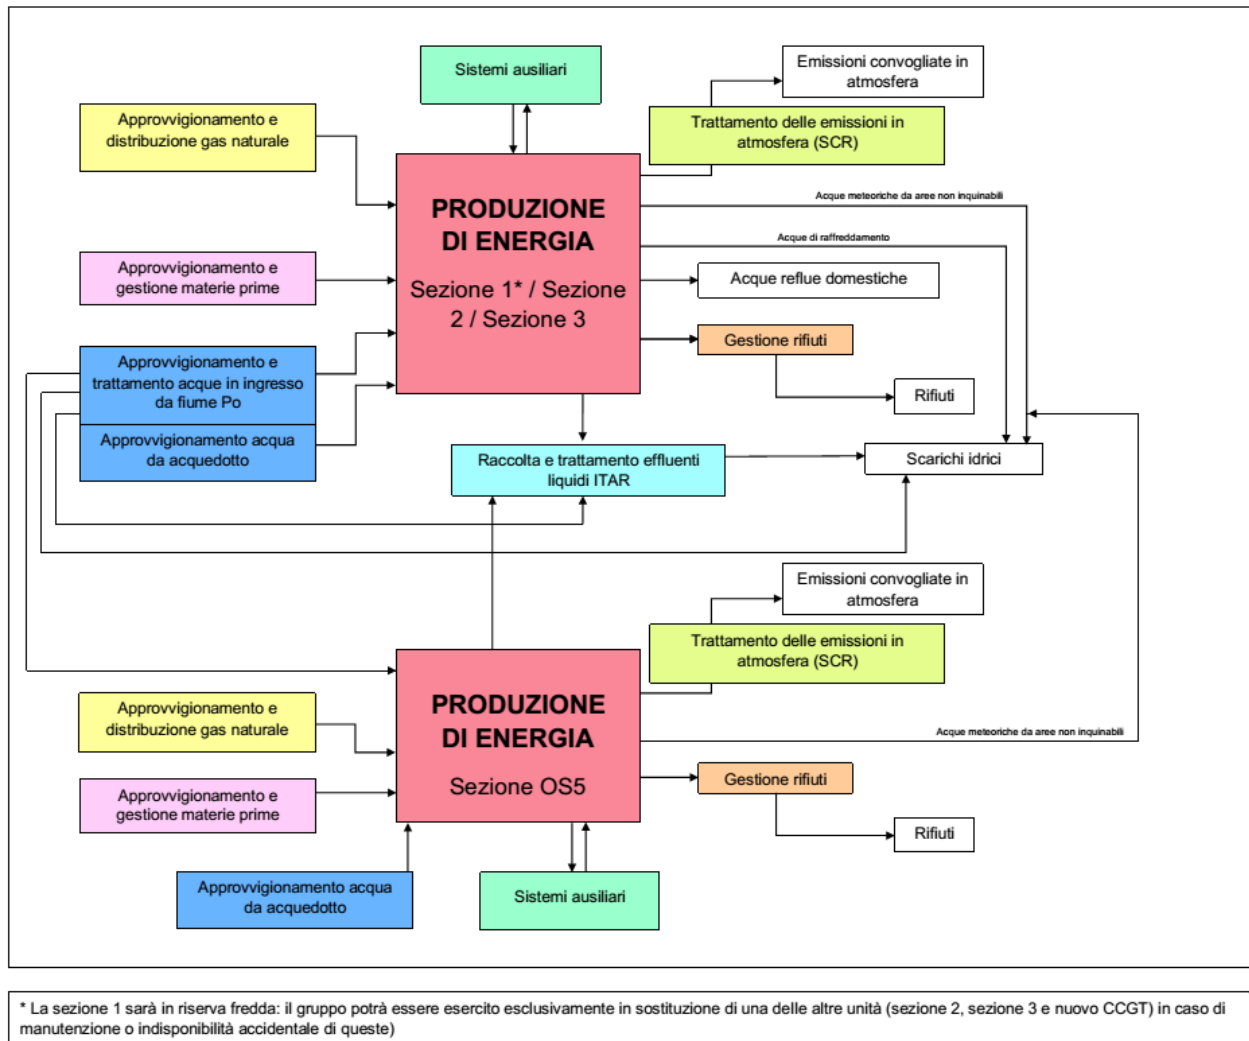 Sistemi ausiliari
Emissioni convogliate in
atmosfera
Approvvigionamento e
distribuzione gas naturale
Trattamento delle emissioni in
atmosfera (SCR)
PRODUZIONE
DI ENERGIA
Sezione 1* / Sezione
2 / Sezione 3
Acque meteoriche da aree non inquinabili
Acque di raffreddamento
Approvvigionamento e
gestione materie prime
Acque reflue domestiche
Gestione rifiuti
Approvvigionamento e
trattamento acque in ingresso
da fiume Po
Rifiuti
Approvvigionamento acqua
da acquedotto
Raccolta e trattamento effluenti
liquidi ITAR
Scarichi idrici
Emissioni convogliate in
atmosfera
Trattamento delle emissioni in
atmosfera (SCR)
PRODUZIONE
DI ENERGIA
Sezione OS5
Approvvigionamento e
distribuzione gas naturale
Acque meteoriche da aree non inquinabili
Approvvigionamento e
gestione materie prime
Gestione rifiuti
Rifiuti
Approvvigionamento acqua
da acquedotto
Sistemi ausiliari
* La sezione 1 sarà in riserva fredda: il gruppo potrà essere esercito esclusivamente in sostituzione di una delle altre unità (sezione 2, sezione 3 e nuovo CCGT) in caso di
manutenzione o indisponibilità accidentale di queste)